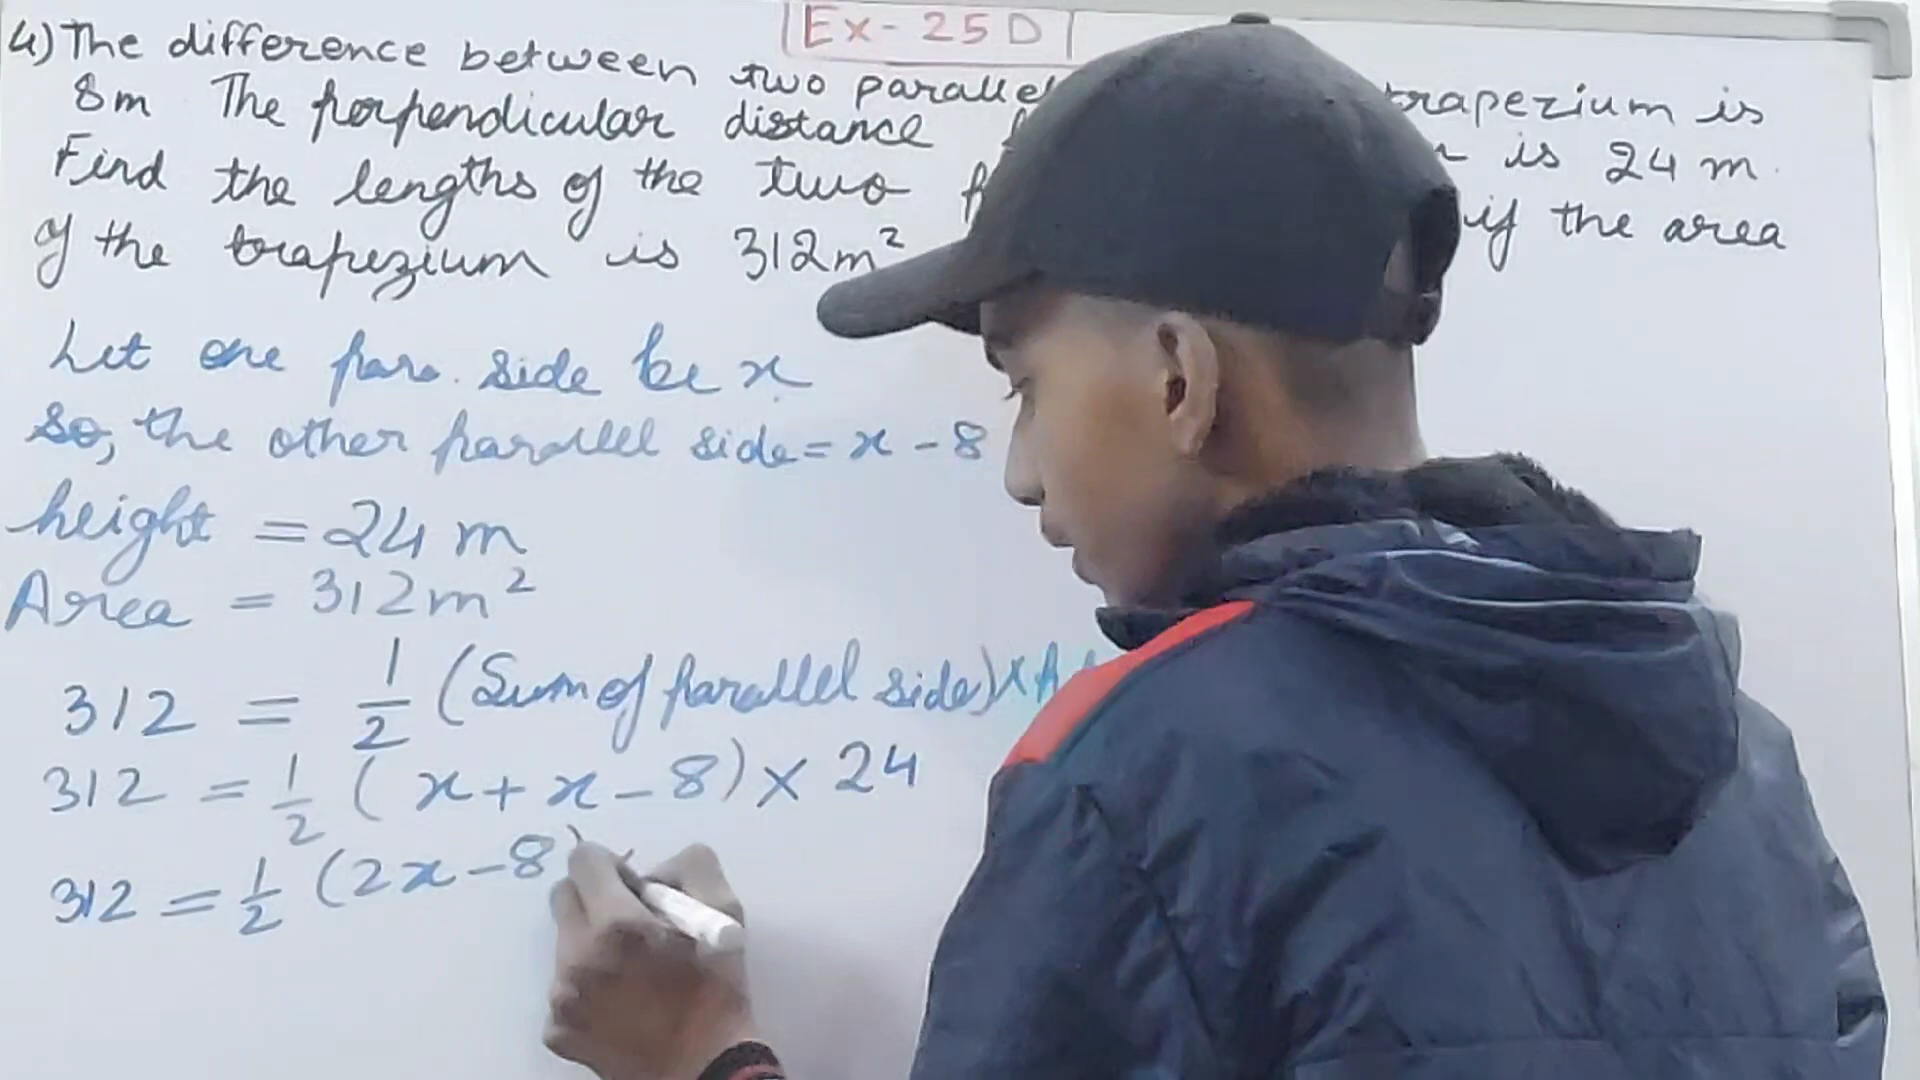 Ex-25D
4) The difference between two parallel trapezium is
8m The perpendicular distance is 24 m.
Find the lengths of the two if the area
of the trapezium is 312m²
Let one para. side be x
so, the other parallel side = x - 8
height = 24 m
Area = 312m²
312 = 1/2 (Sum of parallel side) x
312 = 1/2 (x + x - 8) x 24
312 = 1/2 (2x - 8)